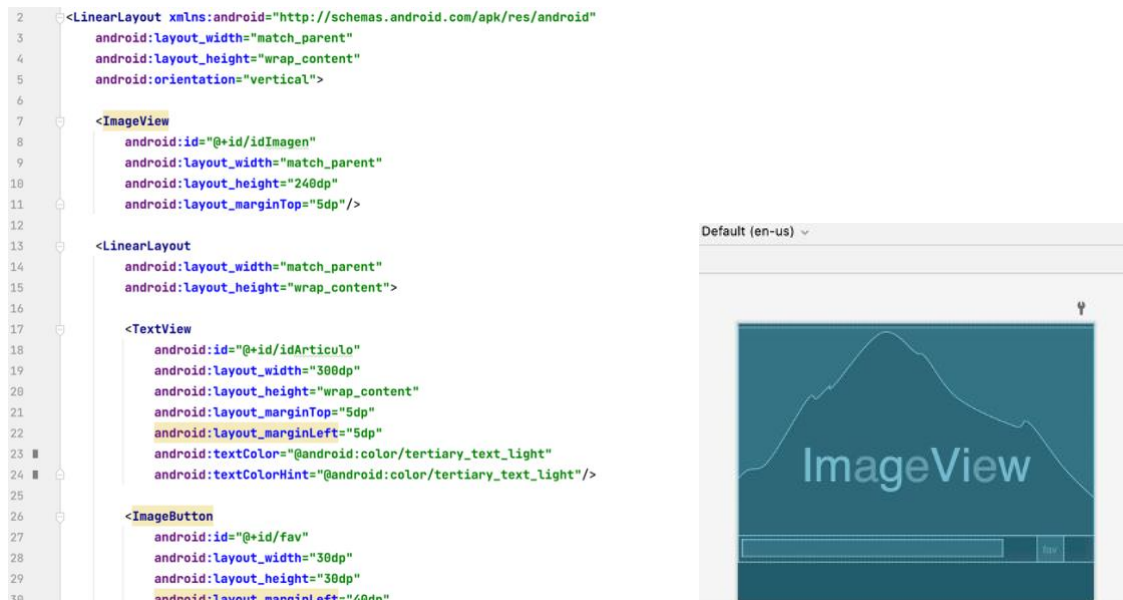 2 <LinearLayout xmlns:android="http://schemas.android.com/apk/res/android"
3 android:layout_width="match_parent"
4 android:layout_height="wrap_content"
5 android:orientation="vertical">
6
7 <ImageView
8 android:id="@+id/idImagen"
9 android:layout_width="match_parent"
10 android:layout_height="240dp"
11 android:layout_marginTop="5dp"/>
12
13 <LinearLayout
14 android:layout_width="match_parent"
15 android:layout_height="wrap_content">
16
17 <TextView
18 android:id="@+id/idArticulo"
19 android:layout_width="300dp"
20 android:layout_height="wrap_content"
21 android:layout_marginTop="5dp"
22 android:layout_marginLeft="5dp"
23 android:textColor="@android:color/tertiary_text_light"
24 android:textColorHint="@android:color/tertiary_text_light"/>
25
26 <ImageButton
27 android:id="@+id/fav"
28 android:layout_width="30dp"
29 android:layout_height="30dp"
30 android:layout_marginLeft="40dp"
Default (en-us)
ImageView
fav